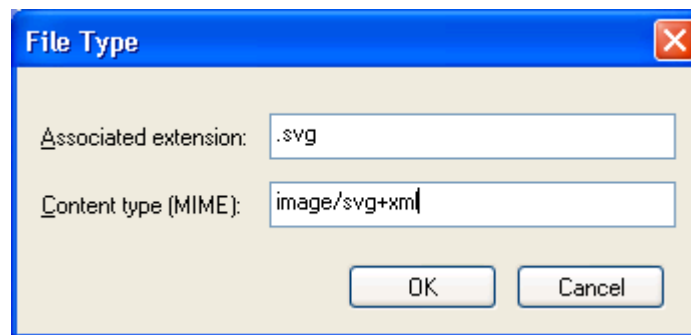 File Type
Associated extension: .svg
Content type (MIME): image/svg+xml
OK Cancel